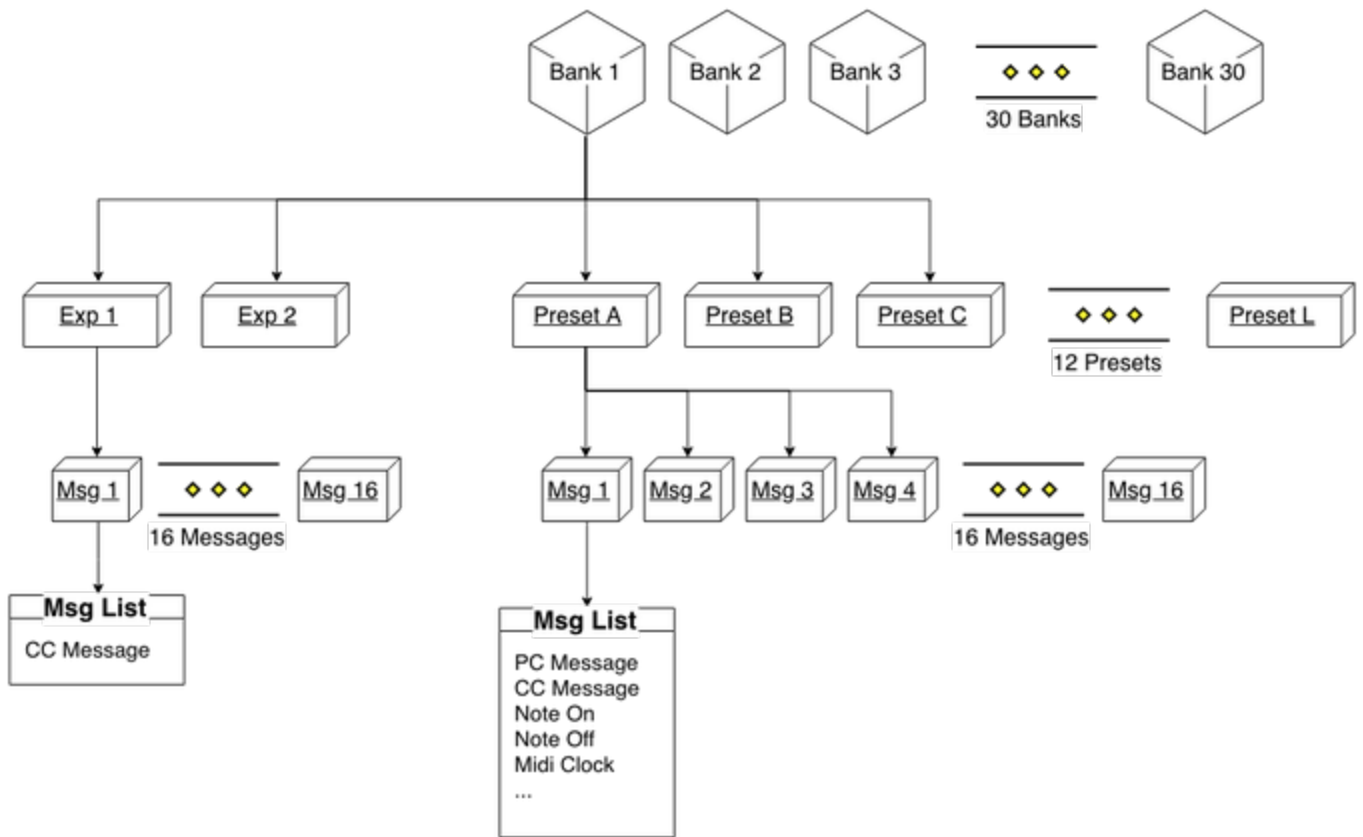 Bank 1
Bank 2
Bank 3
30 Banks
Bank 30
Exp 1
Exp 2
Preset A
Preset B
Preset C
12 Presets
Preset L
Msg 1
16 Messages
Msg 16
Msg 1
Msg 2
Msg 3
Msg 4
16 Messages
Msg 16
Msg List
CC Message
Msg List
PC Message
CC Message
Note On
Note Off
Midi Clock
...